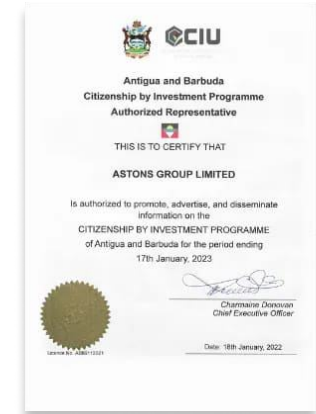 CIU
Antigua and Barbuda
Citizenship by Investment Programme
Authorized Representative
THIS IS TO CERTIFY THAT
ASTONS GROUP LIMITED
is authorized to promote, advertise, and disseminate
information on the
CITIZENSHIP BY INVESTMENT PROGRAMME
of Antigua and Barbuda for the period ending
17th January, 2023
Charmaine Donovan
Chief Executive Officer
Date: 18th January, 2022
License No.